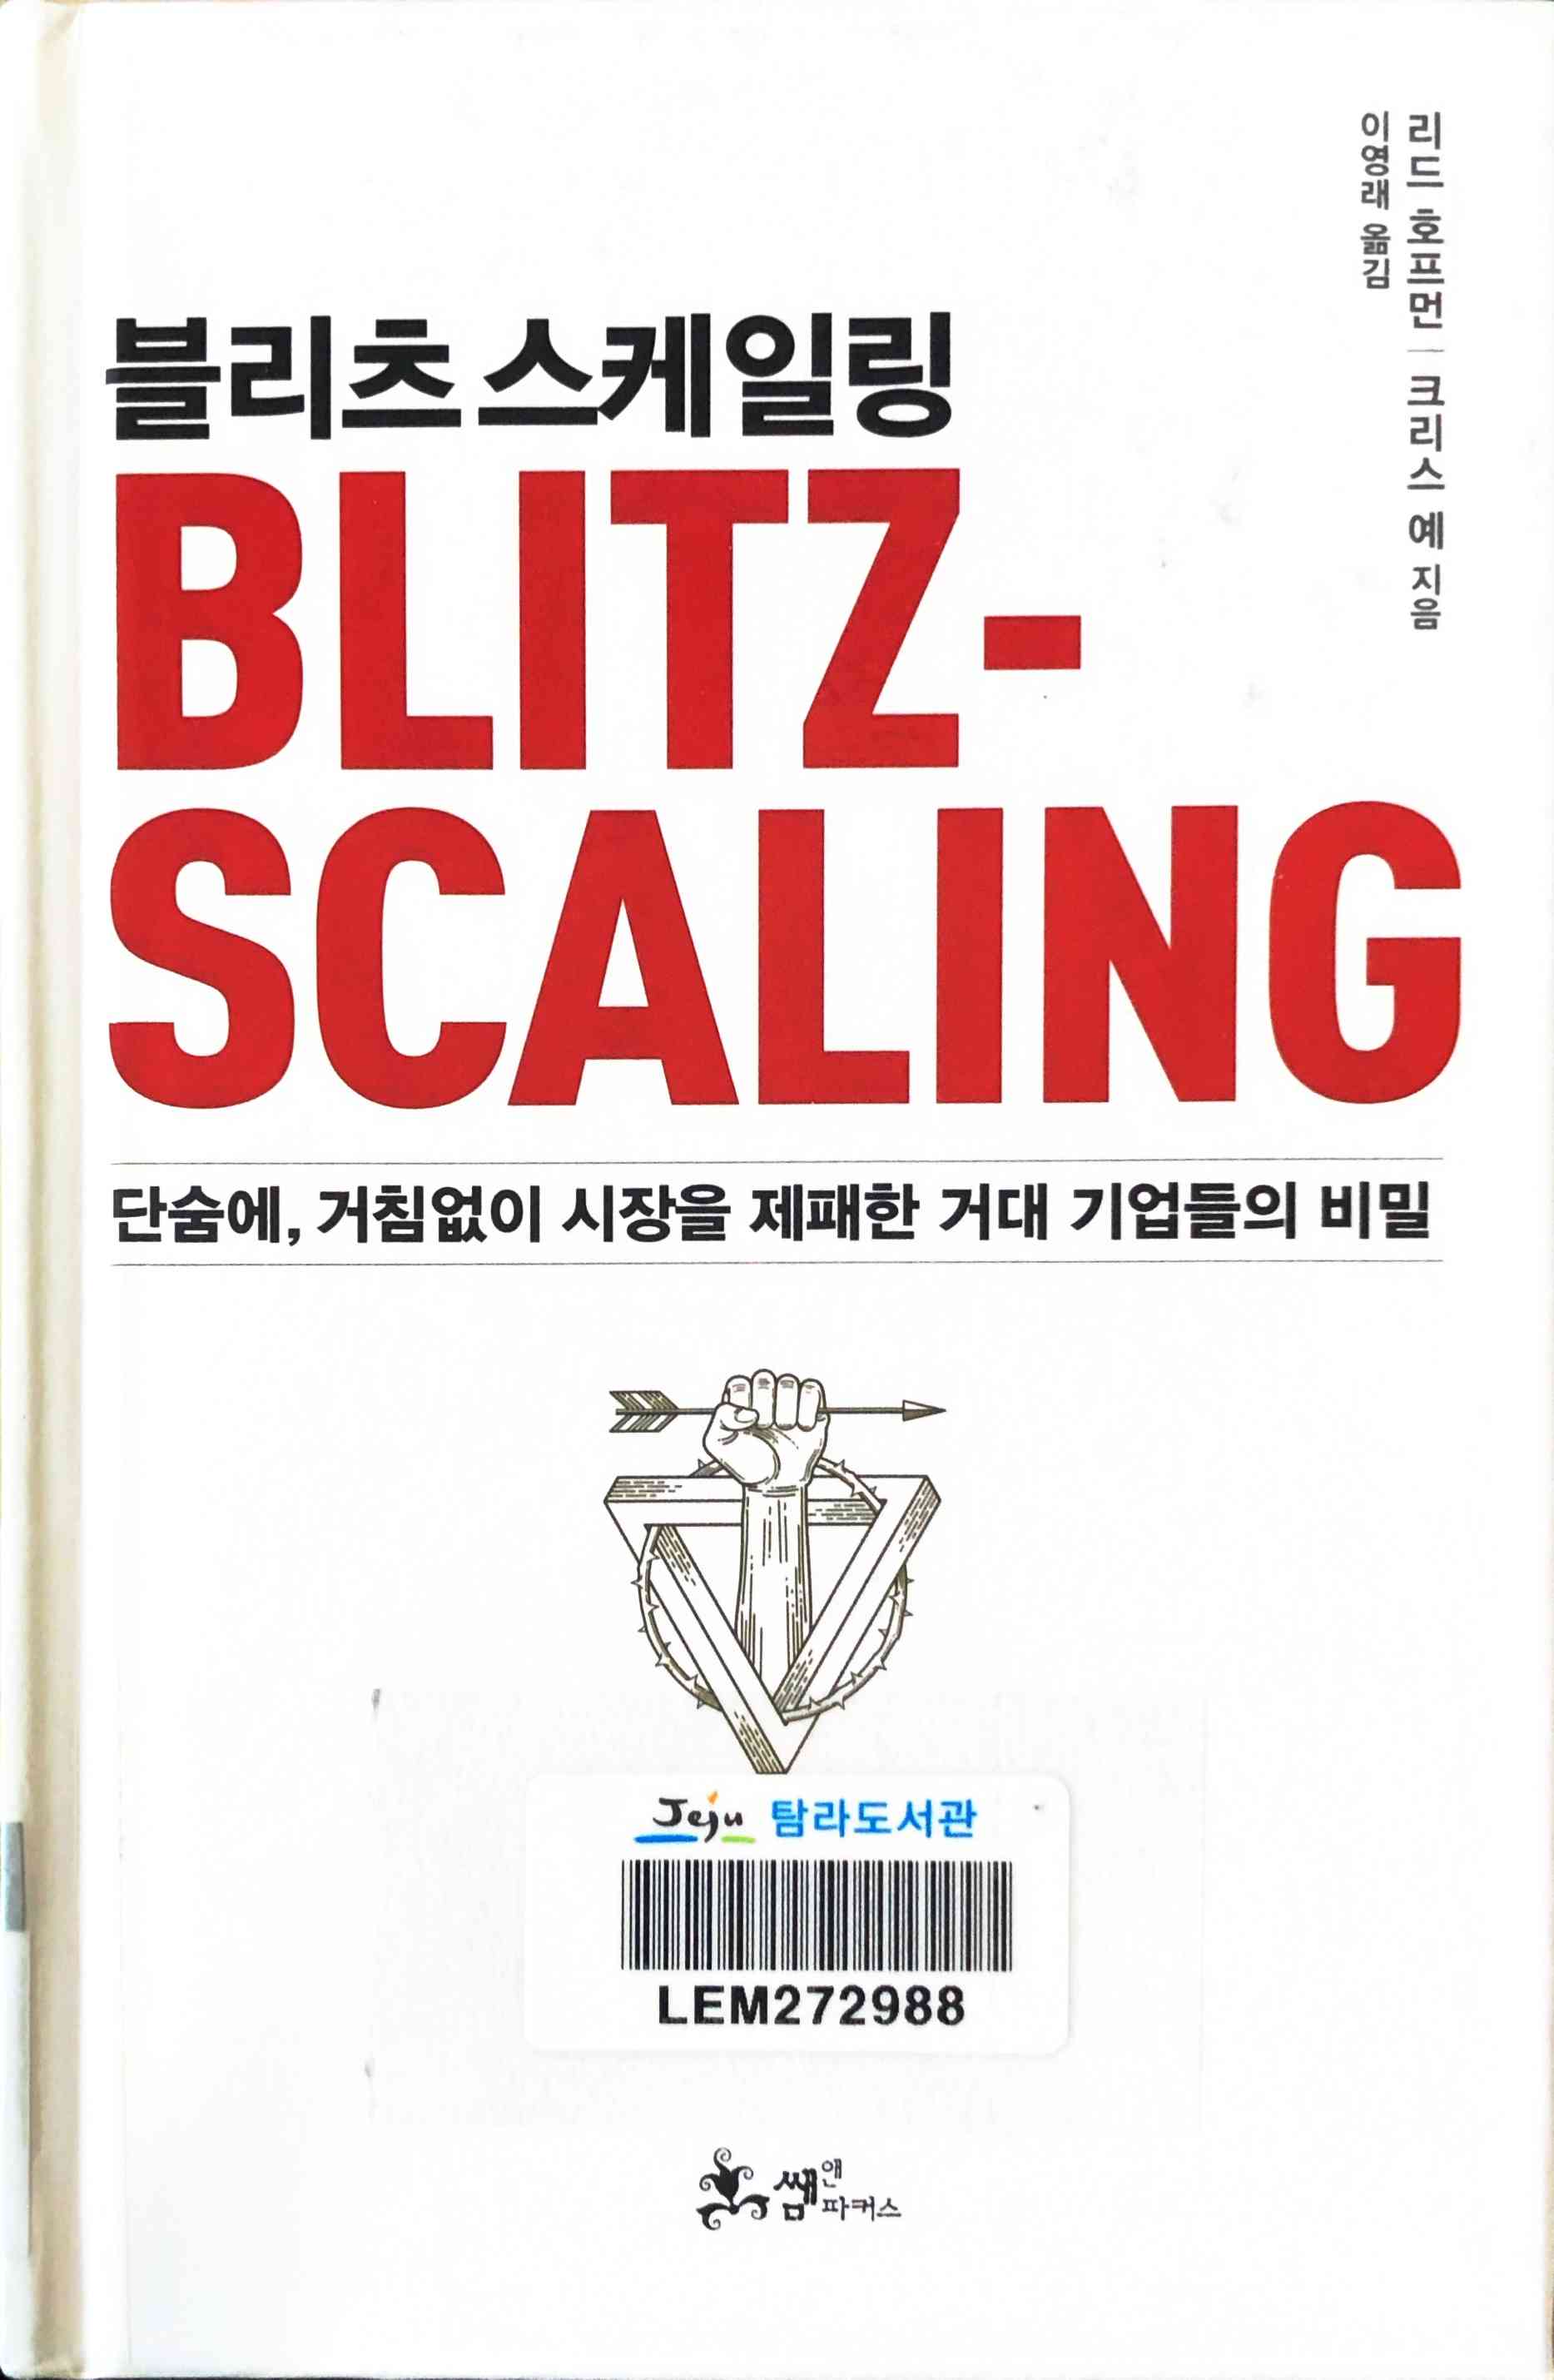 리드 호프먼 | 크리스 예 지음
이영래 옮김
블리츠스케일링
BLITZ-
SCALING
단숨에, 거침없이 시장을 제패한 거대 기업들의 비밀
Jeju 탐라도서관
LEM272988
쌤앤파커스